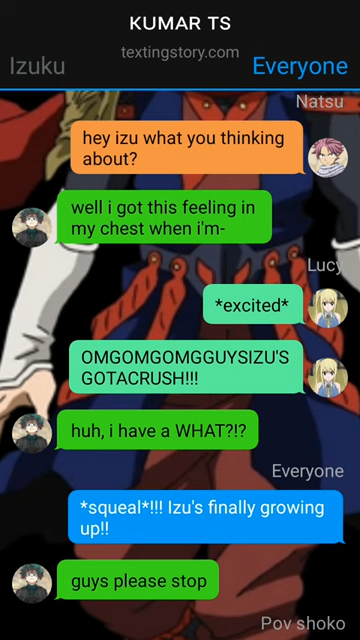 KUMAR TS
textingstory.com
Izuku
Everyone
Natsu
hey izu what you thinking
about?
well i got this feeling in
my chest when i'm-
Lucy
*excited*
OMGOMGOMGGUYSIZU'S
GOTACRUSH!!!
huh, i have a WHAT?!?
Everyone
*squeal*!!! Izu's finally growing
up!!
guys please stop
Pov shoko